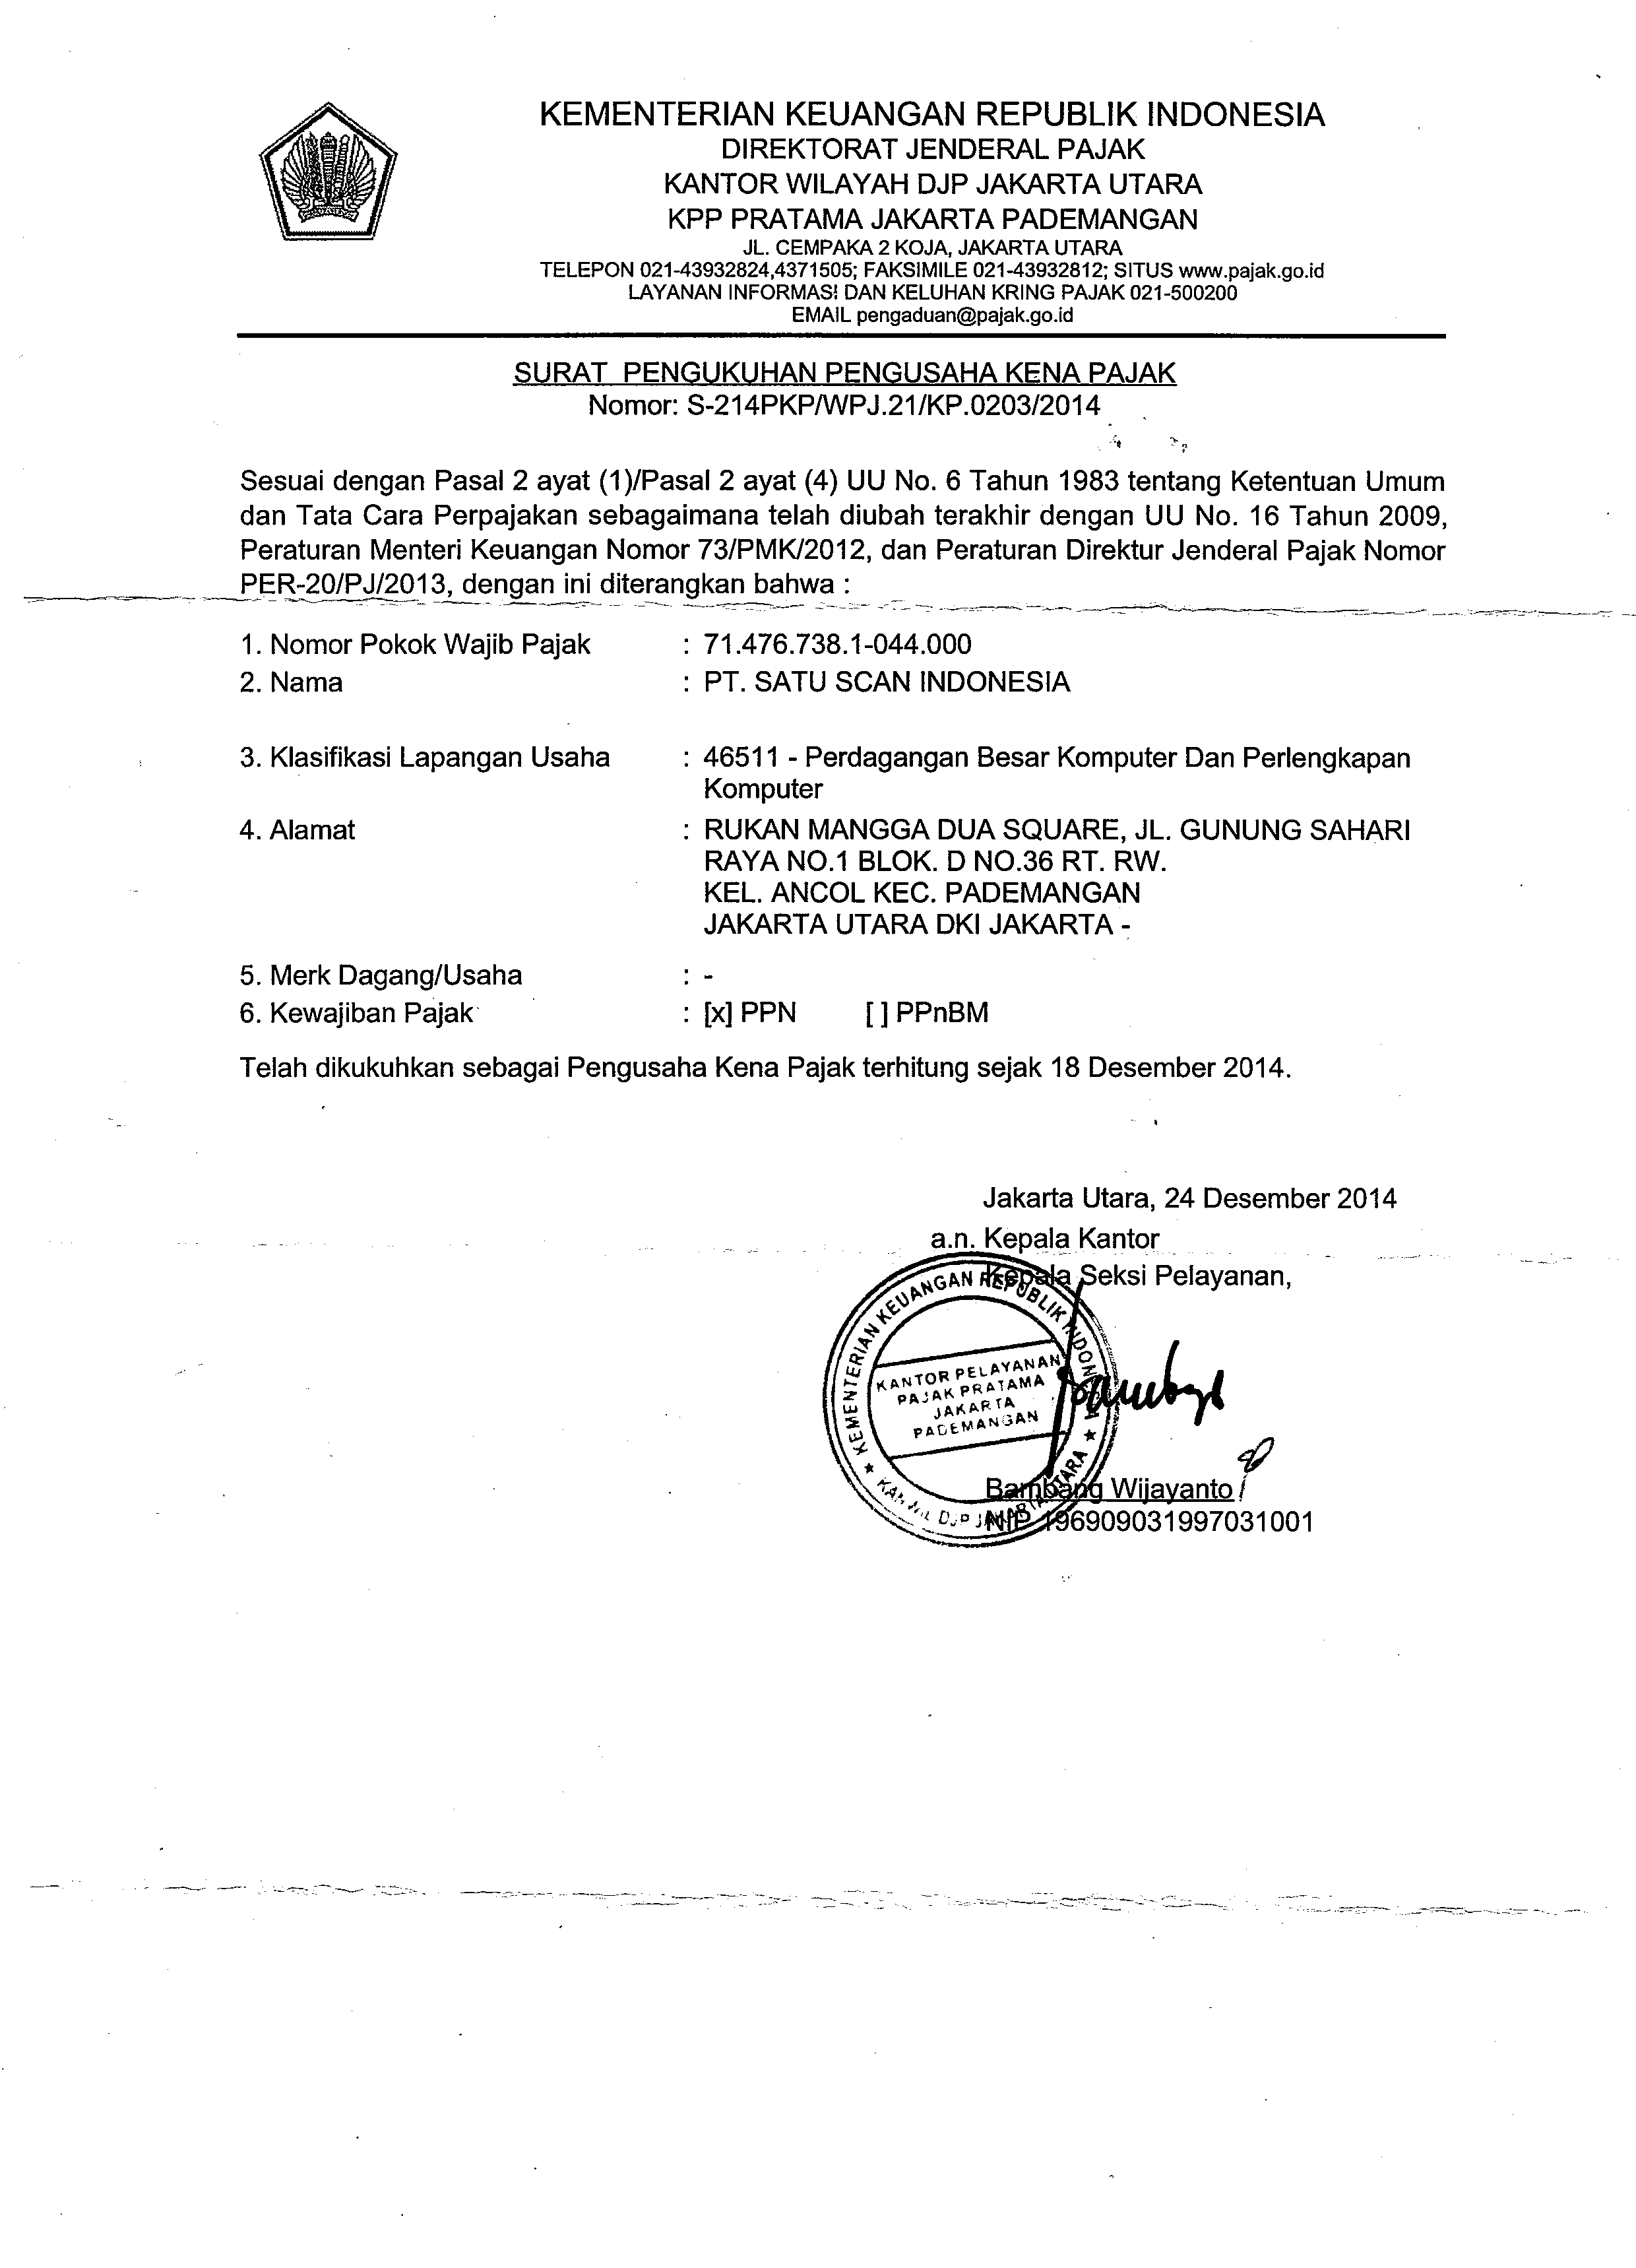 KEMENTERIAN KEUANGAN REPUBLIK INDONESIA
DIREKTORAT JENDERAL PAJAK
KANTOR WILAYAH DJP JAKARTA UTARA
KPP PRATAMA JAKARTA PADEMANGAN
JL. CEMPAKA 2 KOJA, JAKARTA UTARA
TELEPON 021-43932824,4371505; FAKSIMILE 021-43932812; SITUS www.pajak.go.id
LAYANAN INFORMASI DAN KELUHAN KRING PAJAK 021-500200
EMAIL pengaduan@pajak.go.id
SURAT PENGUKUHAN PENGUSAHA KENA PAJAK
Nomor: S-214PKP/WPJ.21/KP.0203/2014
Sesuai dengan Pasal 2 ayat (1)/Pasal 2 ayat (4) UU No. 6 Tahun 1983 tentang Ketentuan Umum
dan Tata Cara Perpajakan sebagaimana telah diubah terakhir dengan UU No. 16 Tahun 2009,
Peraturan Menteri Keuangan Nomor 73/PMK/2012, dan Peraturan Direktur Jenderal Pajak Nomor
PER-20/PJ/2013, dengan ini diterangkan bahwa :
1. Nomor Pokok Wajib Pajak : 71.476.738.1-044.000
2. Nama : PT. SATU SCAN INDONESIA
3. Klasifikasi Lapangan Usaha : 46511 - Perdagangan Besar Komputer Dan Perlengkapan
Komputer
4. Alamat : RUKAN MANGGA DUA SQUARE, JL. GUNUNG SAHARI
RAYA NO.1 BLOK. D NO.36 RT. RW.
KEL. ANCOL KEC. PADEMANGAN
JAKARTA UTARA DKI JAKARTA -
5. Merk Dagang/Usaha : -
6. Kewajiban Pajak : [x] PPN [ ] PPnBM
Telah dikukuhkan sebagai Pengusaha Kena Pajak terhitung sejak 18 Desember 2014.
Jakarta Utara, 24 Desember 2014
a.n. Kepala Kantor
Kepala Seksi Pelayanan,
KEMENTERIAN KEUANGAN REPUBLIK INDONESIA
KANTOR PELAYANAN
PAJAK PRATAMA
JAKARTA
PADEMANGAN
KANWIL DJP JAKARTA UTARA
Bambang Wijayanto
NIP 196909031997031001